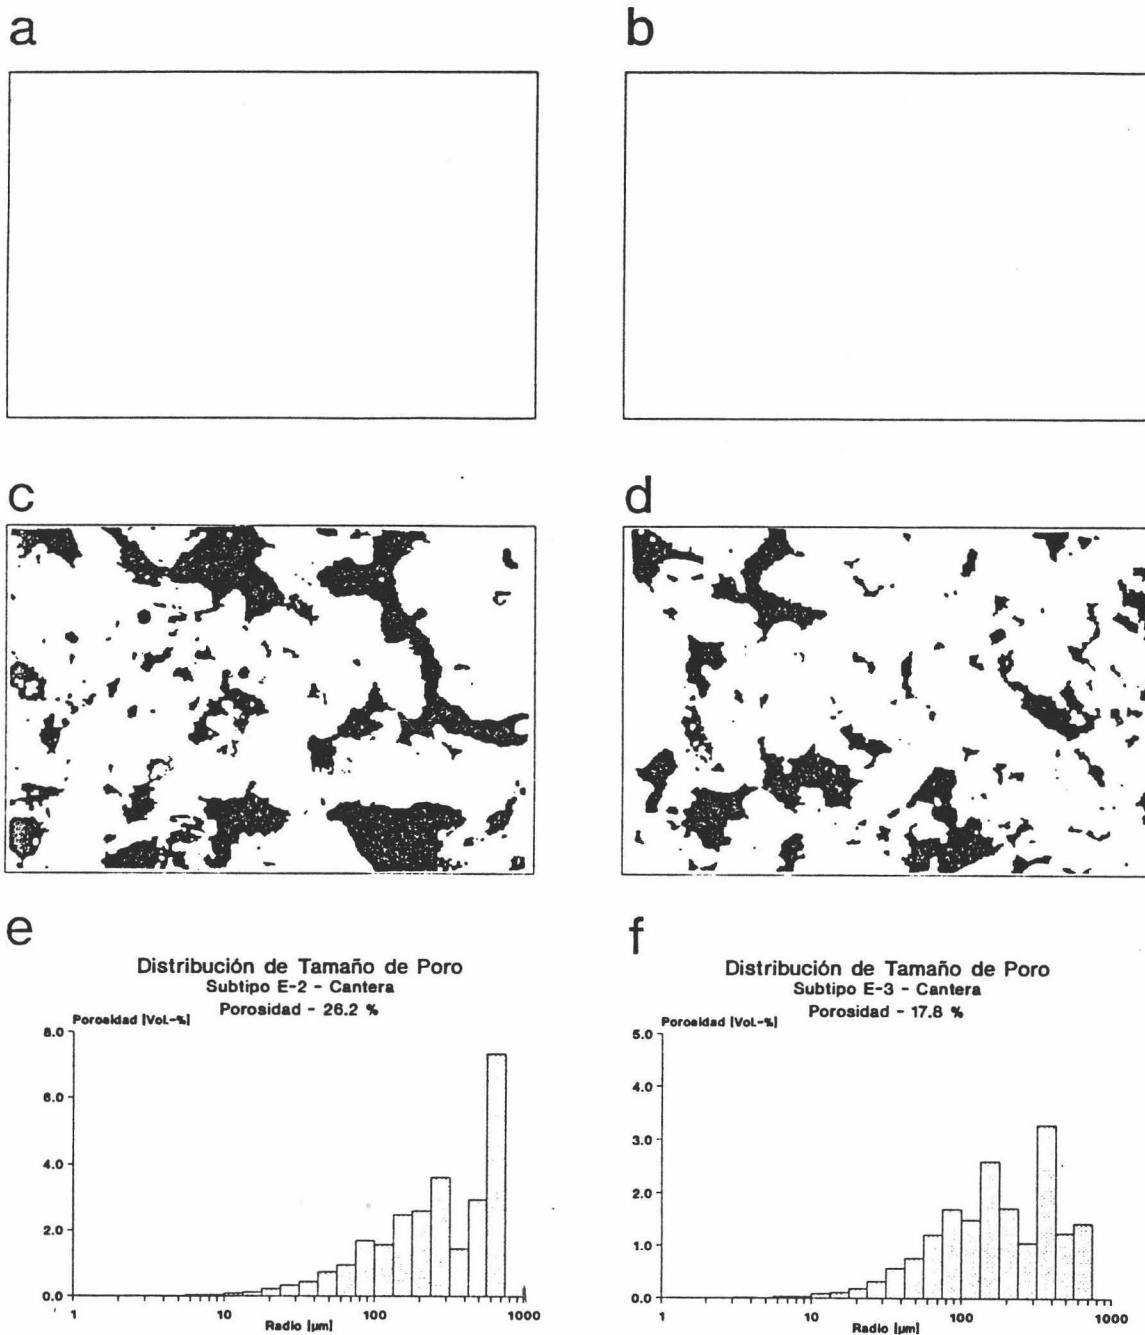 a
b
c
d
e
Distribución de Tamaño de Poro
Subtipo E-2 - Cantera
Porosidad - 26.2 %
Porosidad [Vol.-%]
8.0
6.0
4.0
2.0
0.0
1
10
100
1000
Radio [µm]
f
Distribución de Tamaño de Poro
Subtipo E-3 - Cantera
Porosidad - 17.8 %
Porosidad [Vol.-%]
5.0
4.0
3.0
2.0
1.0
0.0
1
10
100
1000
Radio [µm]